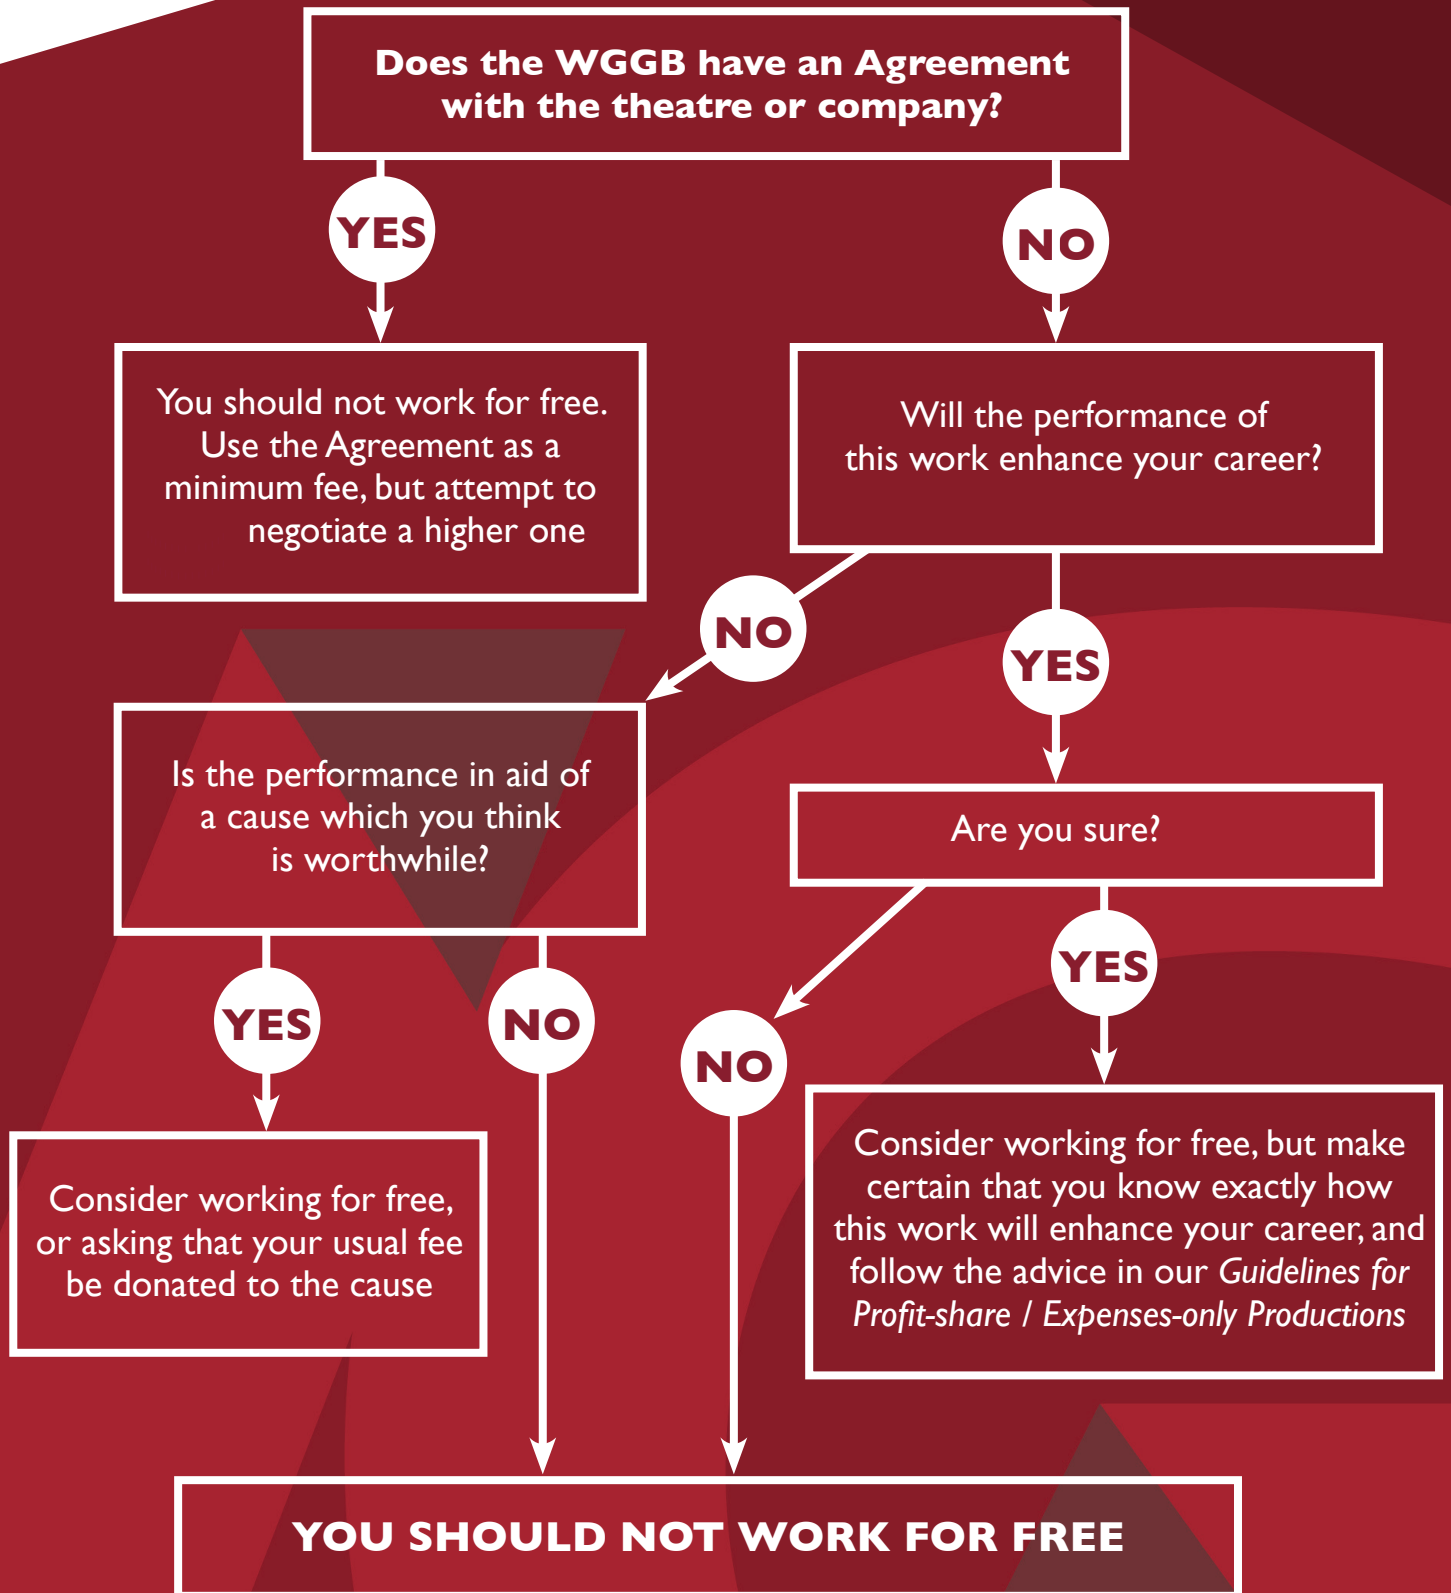 Does the WGGB have an Agreement
with the theatre or company?
YES
NO
You should not work for free.
Use the Agreement as a
minimum fee, but attempt to
negotiate a higher one
Will the performance of
this work enhance your career?
NO
YES
Is the performance in aid of
a cause which you think
is worthwhile?
Are you sure?
YES
NO
NO
YES
Consider working for free,
or asking that your usual fee
be donated to the cause
Consider working for free, but make
certain that you know exactly how
this work will enhance your career, and
follow the advice in our Guidelines for
Profit-share / Expenses-only Productions
YOU SHOULD NOT WORK FOR FREE